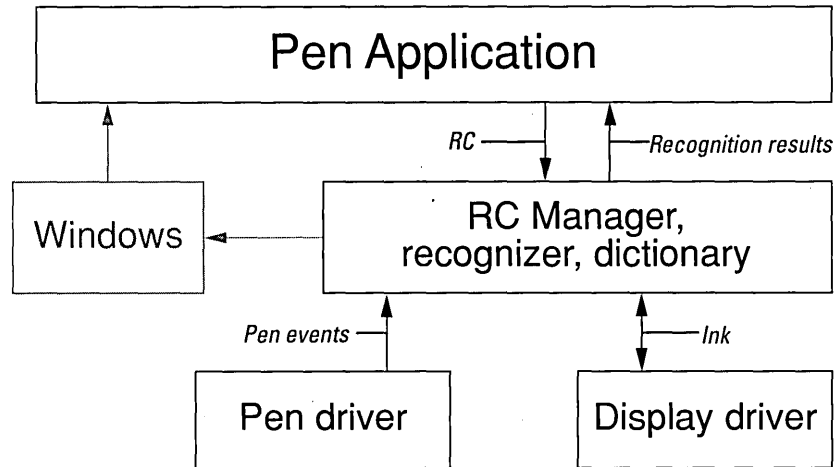 Pen Application
RC
Recognition results
Windows
RC Manager,
recognizer, dictionary
Pen events
Ink
Pen driver
Display driver